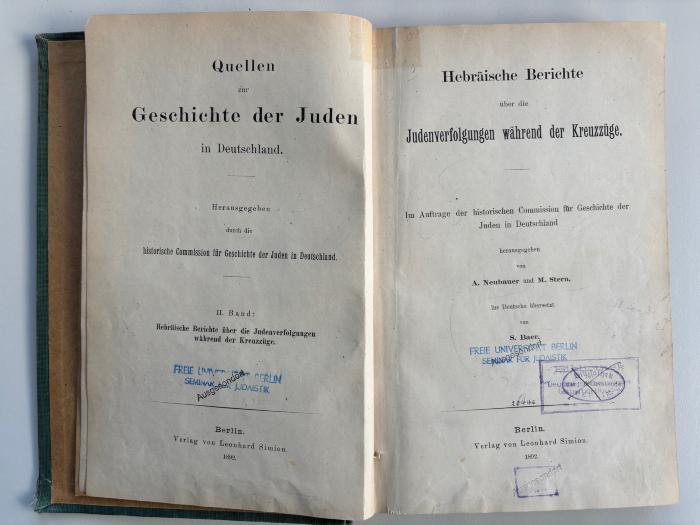 Quellen
zur
Geschichte der Juden
in Deutschland.
Herausgegeben
durch die
historische Commission für Geschichte der Juden in Deutschland.
II. Band:
Hebräische Berichte über die Judenverfolgungen
während der Kreuzzüge.
FREIE UNIVERSITÄT BERLIN
SEMINAR FÜR JUDAISTIK
Ausgesondert
Berlin.
Verlag von Leonhard Simion.
1892.
Hebräische Berichte
über die
Judenverfolgungen während der Kreuzzüge.
Im Auftrage der historischen Commission für Geschichte der
Juden in Deutschland
herausgegeben
von
A. Neubauer und M. Stern,
ins Deutsche übersetzt
von
S. Baer.
FREIE UNIVERSITÄT BERLIN
SEMINAR FÜR JUDAISTIK
Ausgesondert
Bibliothek
Berlin.
Verlag von Leonhard Simion.
1892.